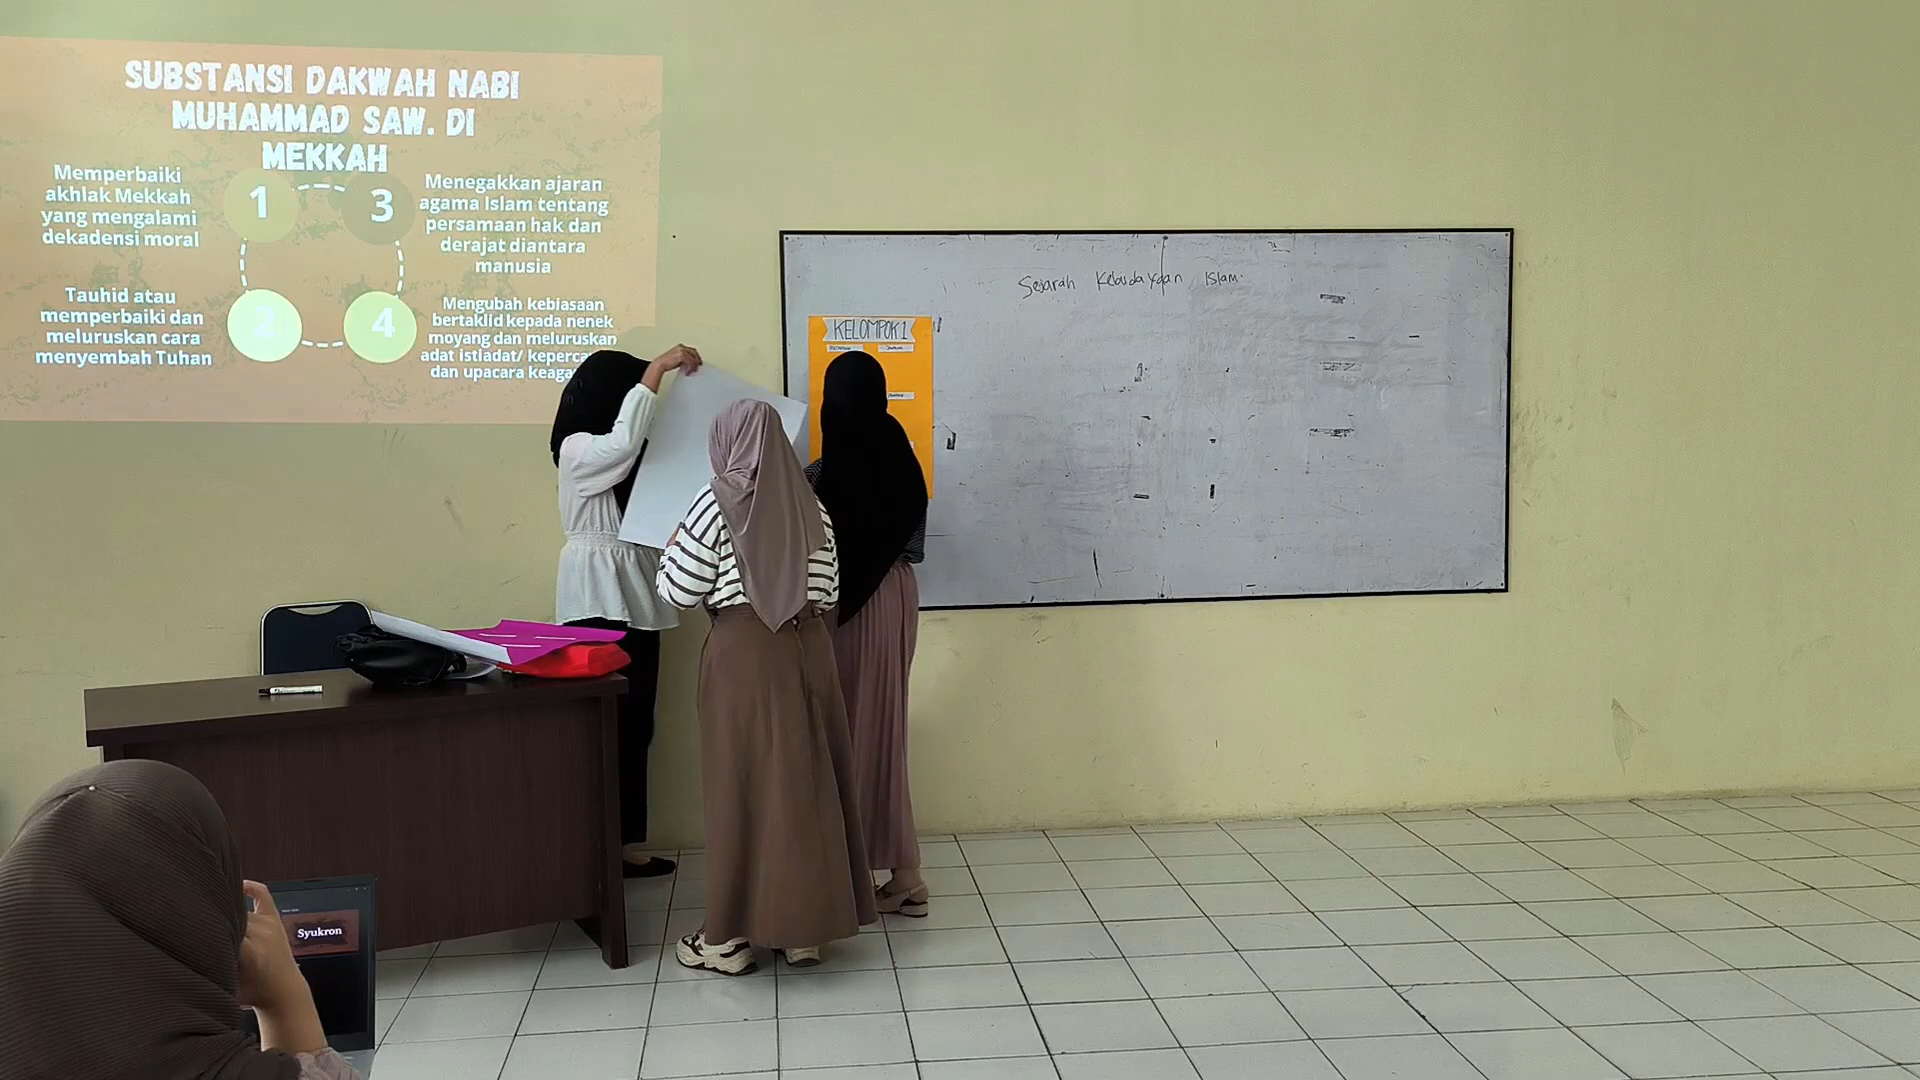 SUBSTANSI DAKWAH NABI
MUHAMMAD SAW. DI
MEKKAH
Memperbaiki
akhlak Mekkah
yang mengalami
dekadensi moral
1
Tauhid atau
memperbaiki dan
meluruskan cara
menyembah Tuhan
2
3
Menegakkan ajaran
agama Islam tentang
persamaan hak dan
derajat diantara
manusia
4
Mengubah kebiasaan
bertaklid kepada nenek
moyang dan meluruskan
adat istiadat/
dan upacara
Sejarah Kebudayaan Islam
KELOMPOK 1
Syukron